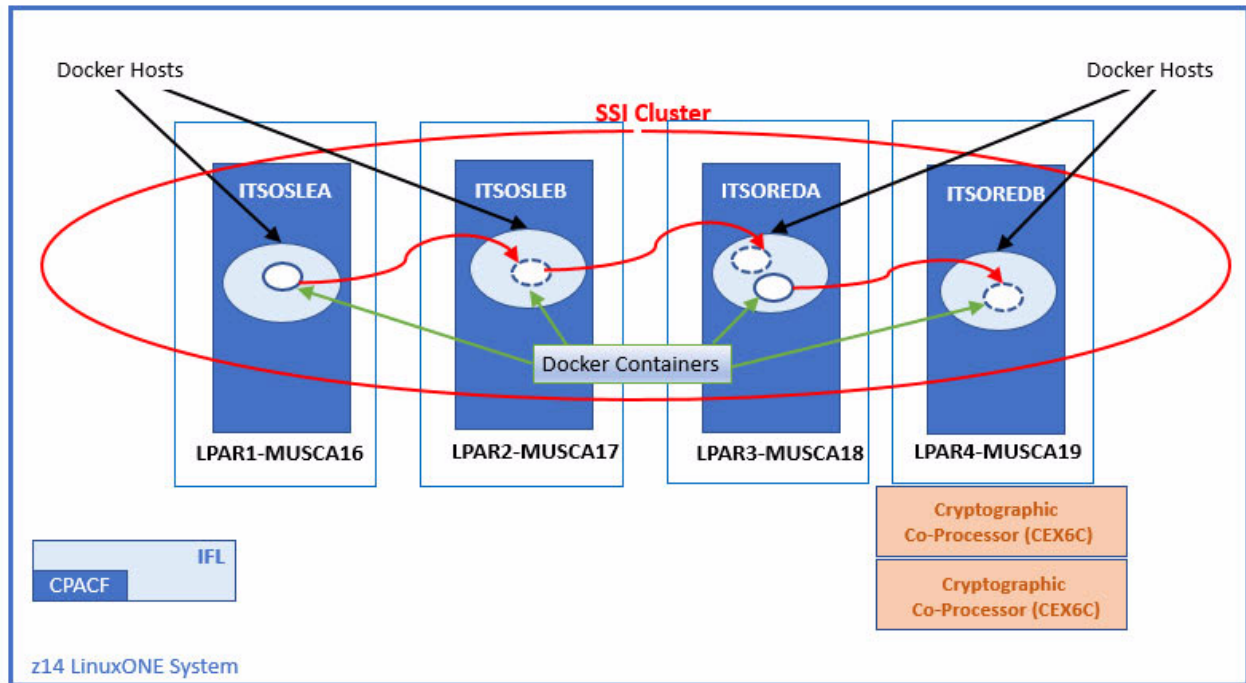 Docker Hosts
Docker Hosts
SSI Cluster
ITSOSLEA
ITSOSLEB
ITSOREDA
ITSOREDB
Docker Containers
LPAR1-MUSCA16
LPAR2-MUSCA17
LPAR3-MUSCA18
LPAR4-MUSCA19
Cryptographic
Co-Processor (CEX6C)
Cryptographic
Co-Processor (CEX6C)
IFL
CPACF
z14 LinuxONE System